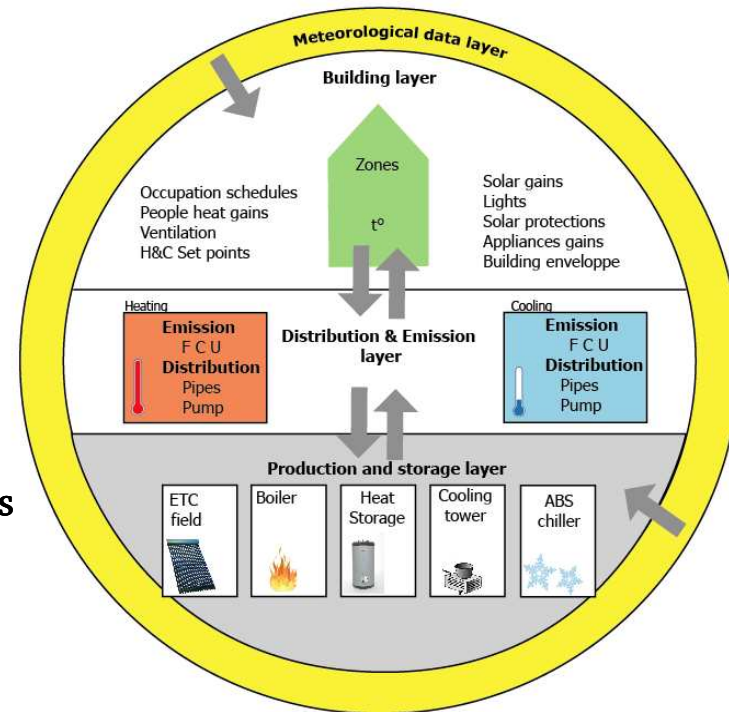 Meteorological data layer
Building layer
Zones
t°
Occupation schedules
People heat gains
Ventilation
H&C Set points
Solar gains
Lights
Solar protections
Appliances gains
Building enveloppe
Heating
Emission
F C U
Distribution
Pipes
Pump
Distribution & Emission
layer
Cooling
Emission
F C U
Distribution
Pipes
Pump
Production and storage layer
s
ETC
field
Boiler
Heat
Storage
Cooling
tower
ABS
chiller